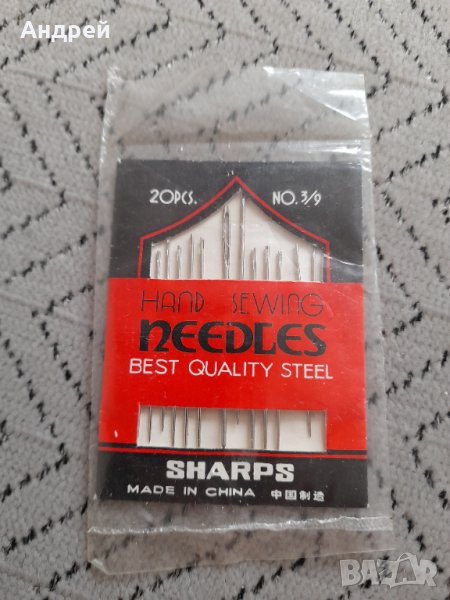 Андрей
20PCS. NO. 3/9
HAND SEWING
NEEDLES
BEST QUALITY STEEL
SHARPS
MADE IN CHINA 中国制造
BAZAR